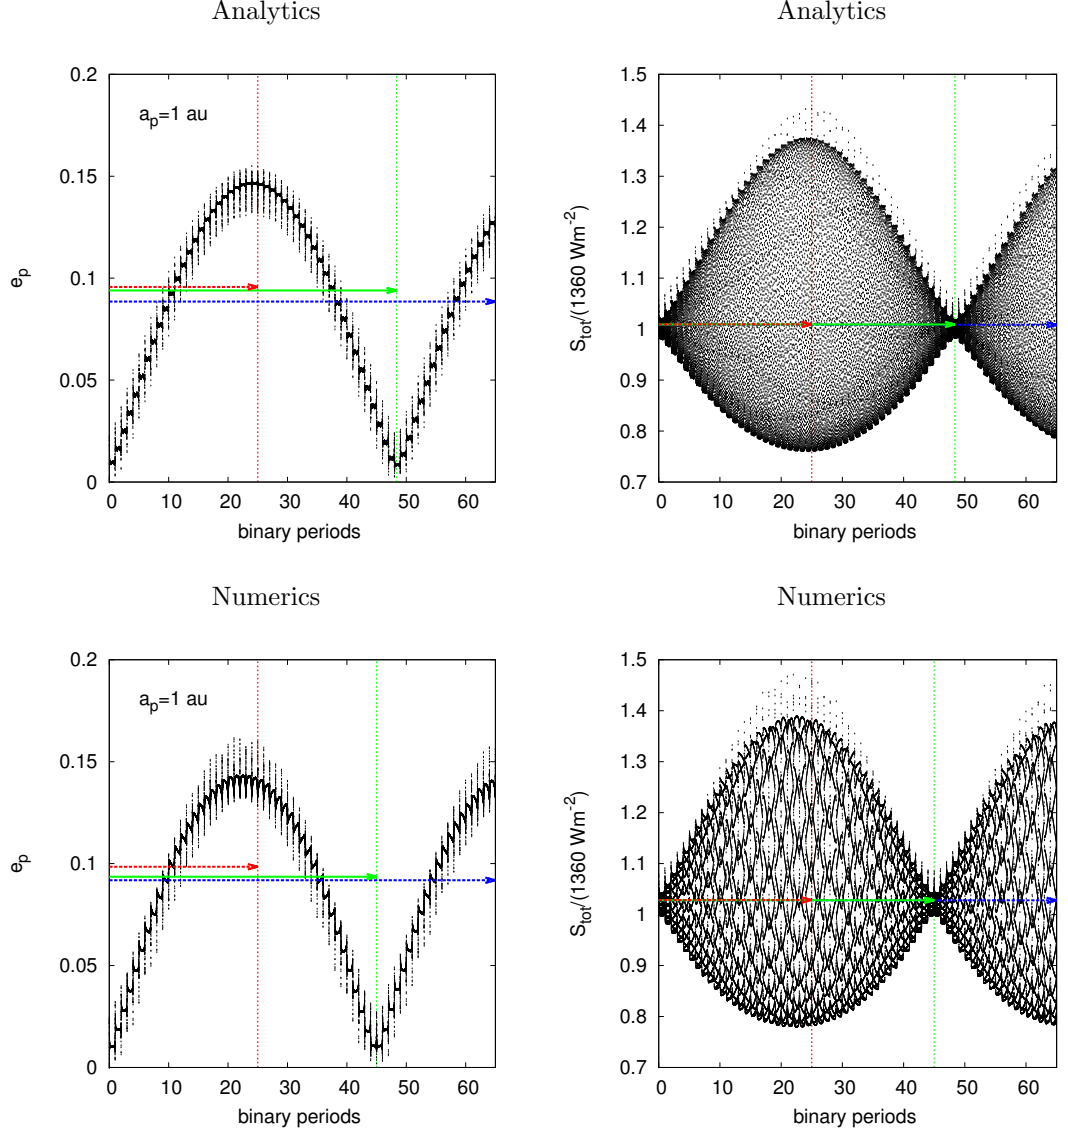 Analytics
Analytics
0.2
0.15
0.1
0.05
0
e_p
a_p=1 au
0 10 20 30 40 50 60
binary periods
1.5
1.4
1.3
1.2
1.1
1
0.9
0.8
0.7
S_tot/(1360 Wm^-2)
0 10 20 30 40 50 60
binary periods
Numerics
Numerics
0.2
0.15
0.1
0.05
0
e_p
a_p=1 au
0 10 20 30 40 50 60
binary periods
1.5
1.4
1.3
1.2
1.1
1
0.9
0.8
0.7
S_tot/(1360 Wm^-2)
0 10 20 30 40 50 60
binary periods